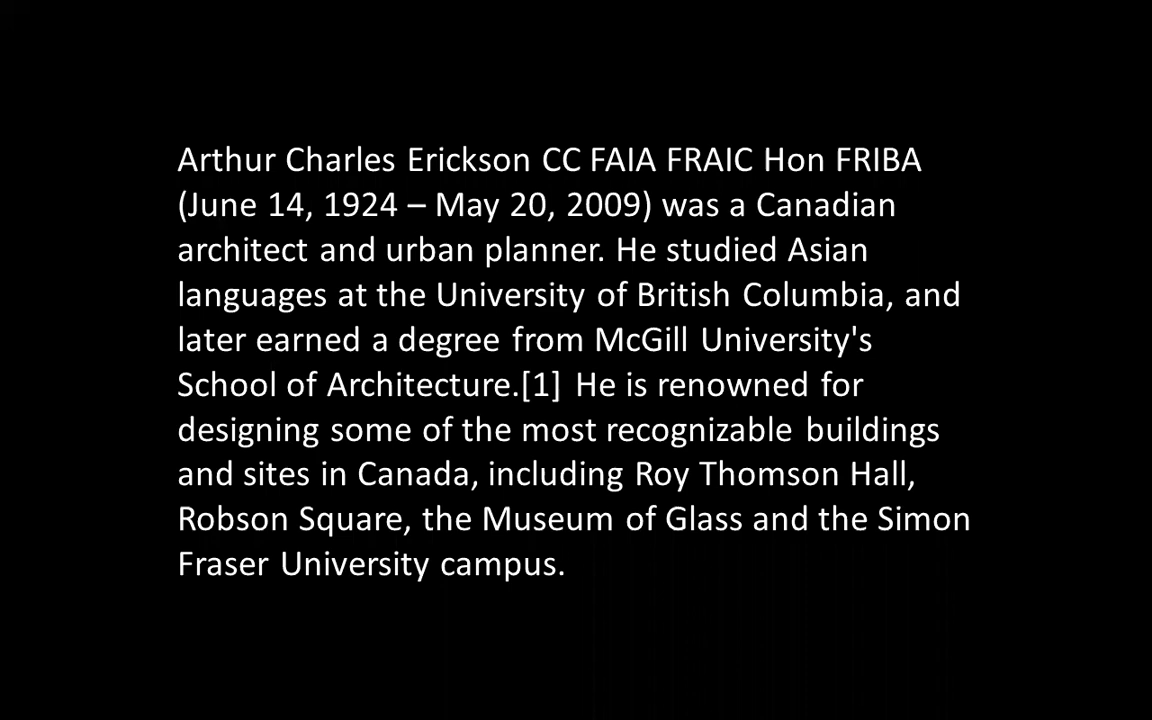 Arthur Charles Erickson CC FAIA FRAIC Hon FRIBA
(June 14, 1924 – May 20, 2009) was a Canadian
architect and urban planner. He studied Asian
languages at the University of British Columbia, and
later earned a degree from McGill University's
School of Architecture.[1] He is renowned for
designing some of the most recognizable buildings
and sites in Canada, including Roy Thomson Hall,
Robson Square, the Museum of Glass and the Simon
Fraser University campus.